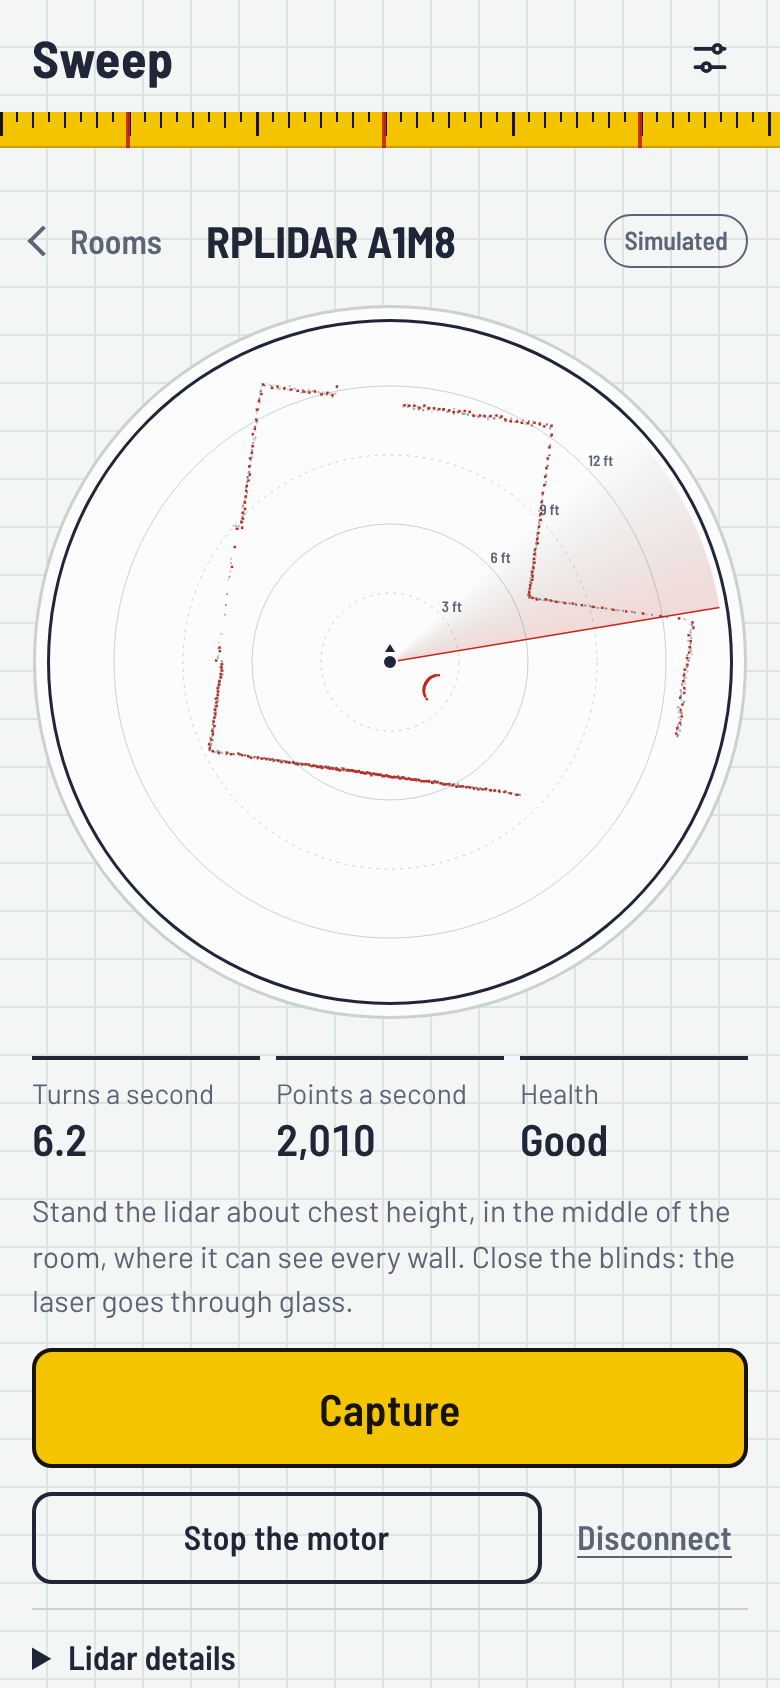 Sweep
Rooms
RPLIDAR A1M8
Simulated
12 ft
9 ft
6 ft
3 ft
Turns a second
Points a second
Health
6.2
2,010
Good
Stand the lidar about chest height, in the middle of the
room, where it can see every wall. Close the blinds: the
laser goes through glass.
Capture
Stop the motor
Disconnect
Lidar details